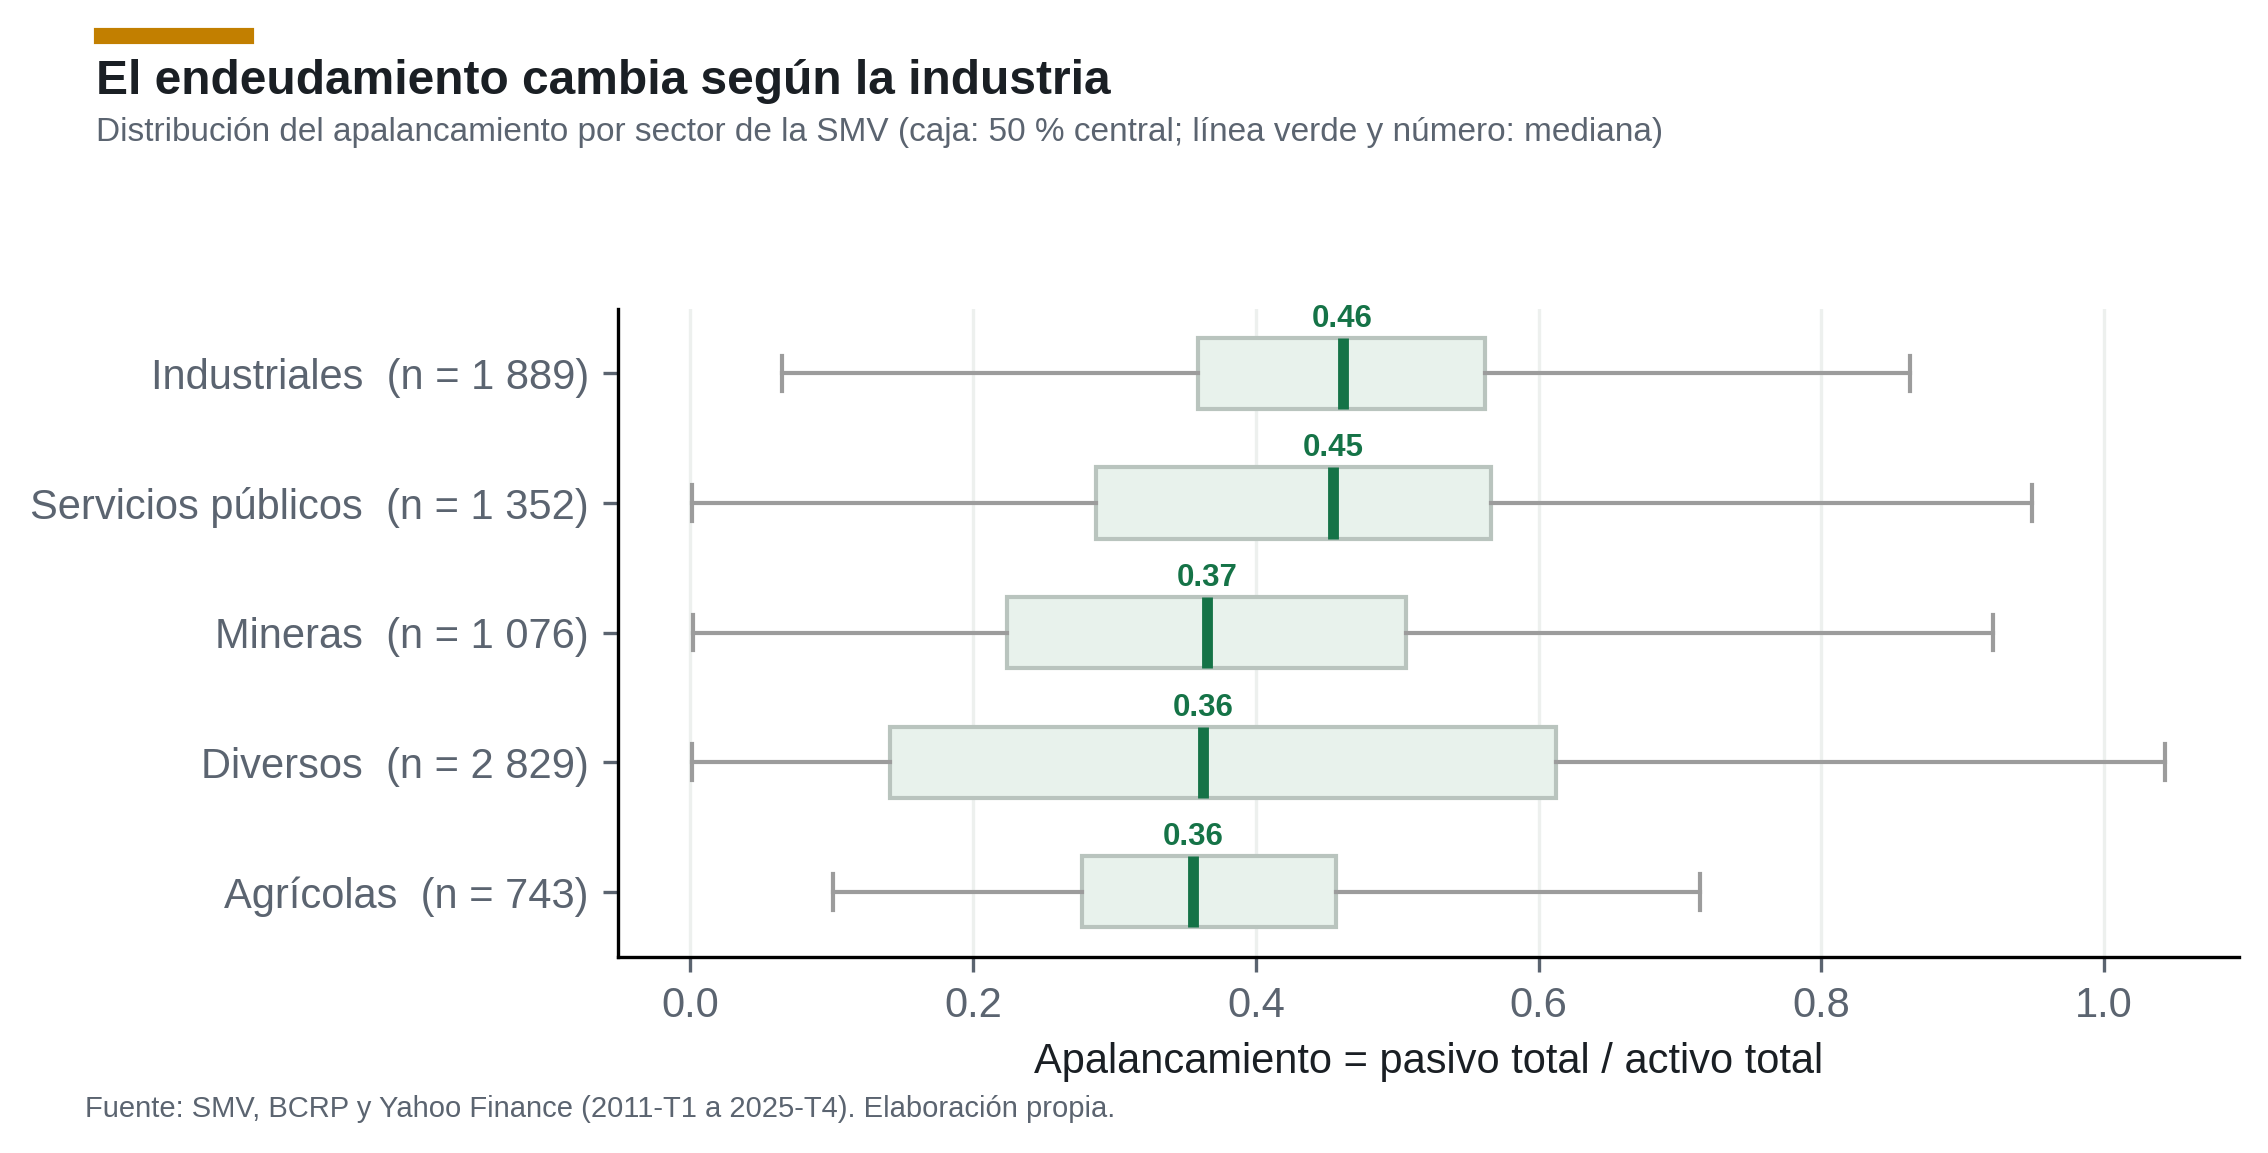 El endeudamiento cambia según la industria
Distribución del apalancamiento por sector de la SMV (caja: 50 % central; línea verde y número: mediana)
0.46
Industriales (n = 1 889)
0.45
Servicios públicos (n = 1 352)
0.37
Mineras (n = 1 076)
0.36
Diversos (n = 2 829)
0.36
Agrícolas (n = 743)
0.0 0.2 0.4 0.6 0.8 1.0
Apalancamiento = pasivo total / activo total
Fuente: SMV, BCRP y Yahoo Finance (2011-T1 a 2025-T4). Elaboración propia.